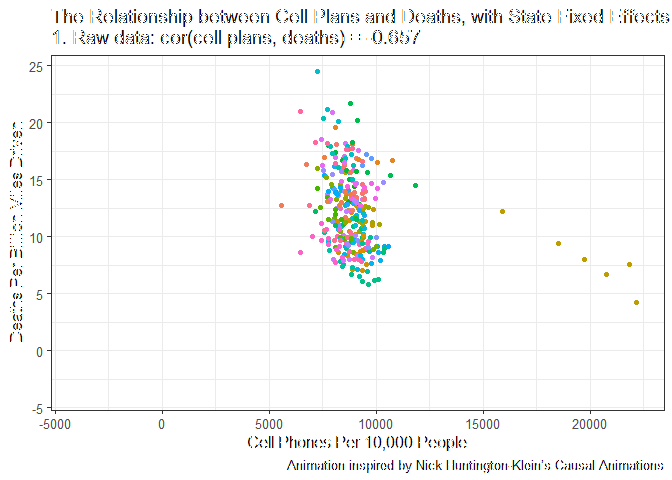 The Relationship between Cell Plans and Deaths, with State Fixed Effects
1. Raw data: cor(cell plans, deaths) =
25
20
15
10
5
0
-5
Deaths Per Billion Miles Driven
-5000 0 5000 10000 15000 20000
Cell Phones Per 10,000 People
Animation inspired by Nick Huntington-Klein's Causal Animations